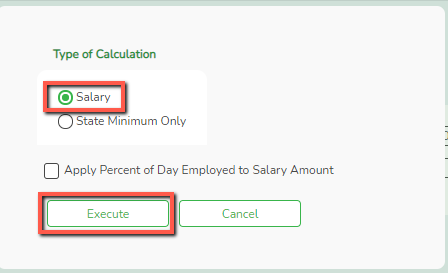 Type of Calculation
Salary
State Minimum Only
Apply Percent of Day Employed to Salary Amount
Execute Cancel